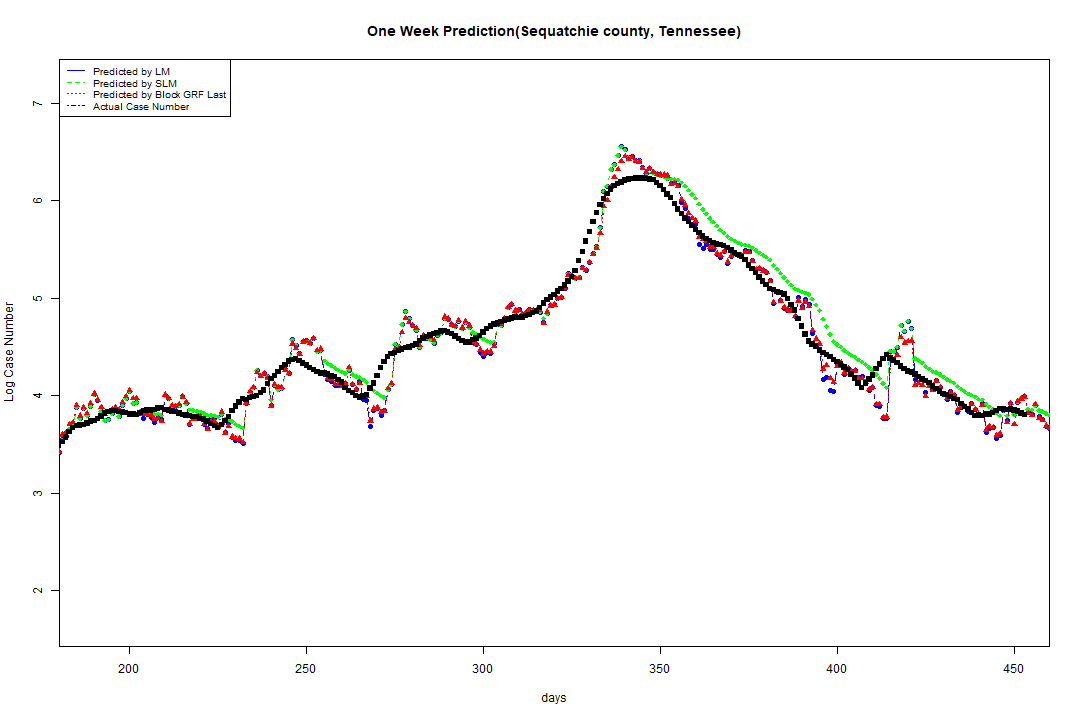 One Week Prediction(Sequatchie county, Tennessee)
Predicted by LM
Predicted by SLM
Predicted by Block GRF Last
Actual Case Number
Log Case Number
7
6
5
4
3
2
200 250 300 350 400 450
days